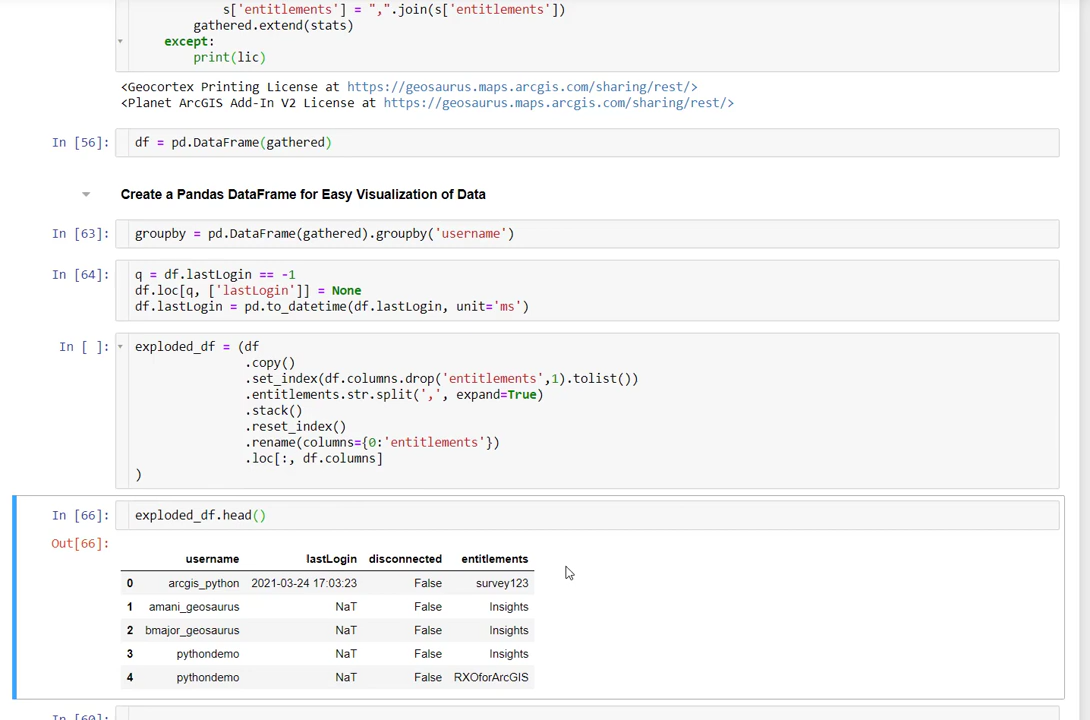 s['entitlements'] = ",".join(s['entitlements'])
gathered.extend(stats)
except:
print(lic)
<Geocortex Printing License at https://geosaurus.maps.arcgis.com/sharing/rest/>
<Planet ArcGIS Add-In V2 License at https://geosaurus.maps.arcgis.com/sharing/rest/>
In [56]: df = pd.DataFrame(gathered)
Create a Pandas DataFrame for Easy Visualization of Data
In [63]: groupby = pd.DataFrame(gathered).groupby('username')
In [64]: q = df.lastLogin == -1
df.loc[q, ['lastLogin']] = None
df.lastLogin = pd.to_datetime(df.lastLogin, unit='ms')
In [ ]: exploded_df = (df
.copy()
.set_index(df.columns.drop('entitlements',1).tolist())
.entitlements.str.split(',', expand=True)
.stack()
.reset_index()
.rename(columns={0:'entitlements'})
.loc[:, df.columns]
)
In [66]: exploded_df.head()
Out[66]:
username lastLogin disconnected entitlements
0 arcgis_python 2021-03-24 17:03:23 False survey123
1 amani_geosaurus NaT False Insights
2 bmajor_geosaurus NaT False Insights
3 pythondemo NaT False Insights
4 pythondemo NaT False RXOforArcGIS
In [60]: